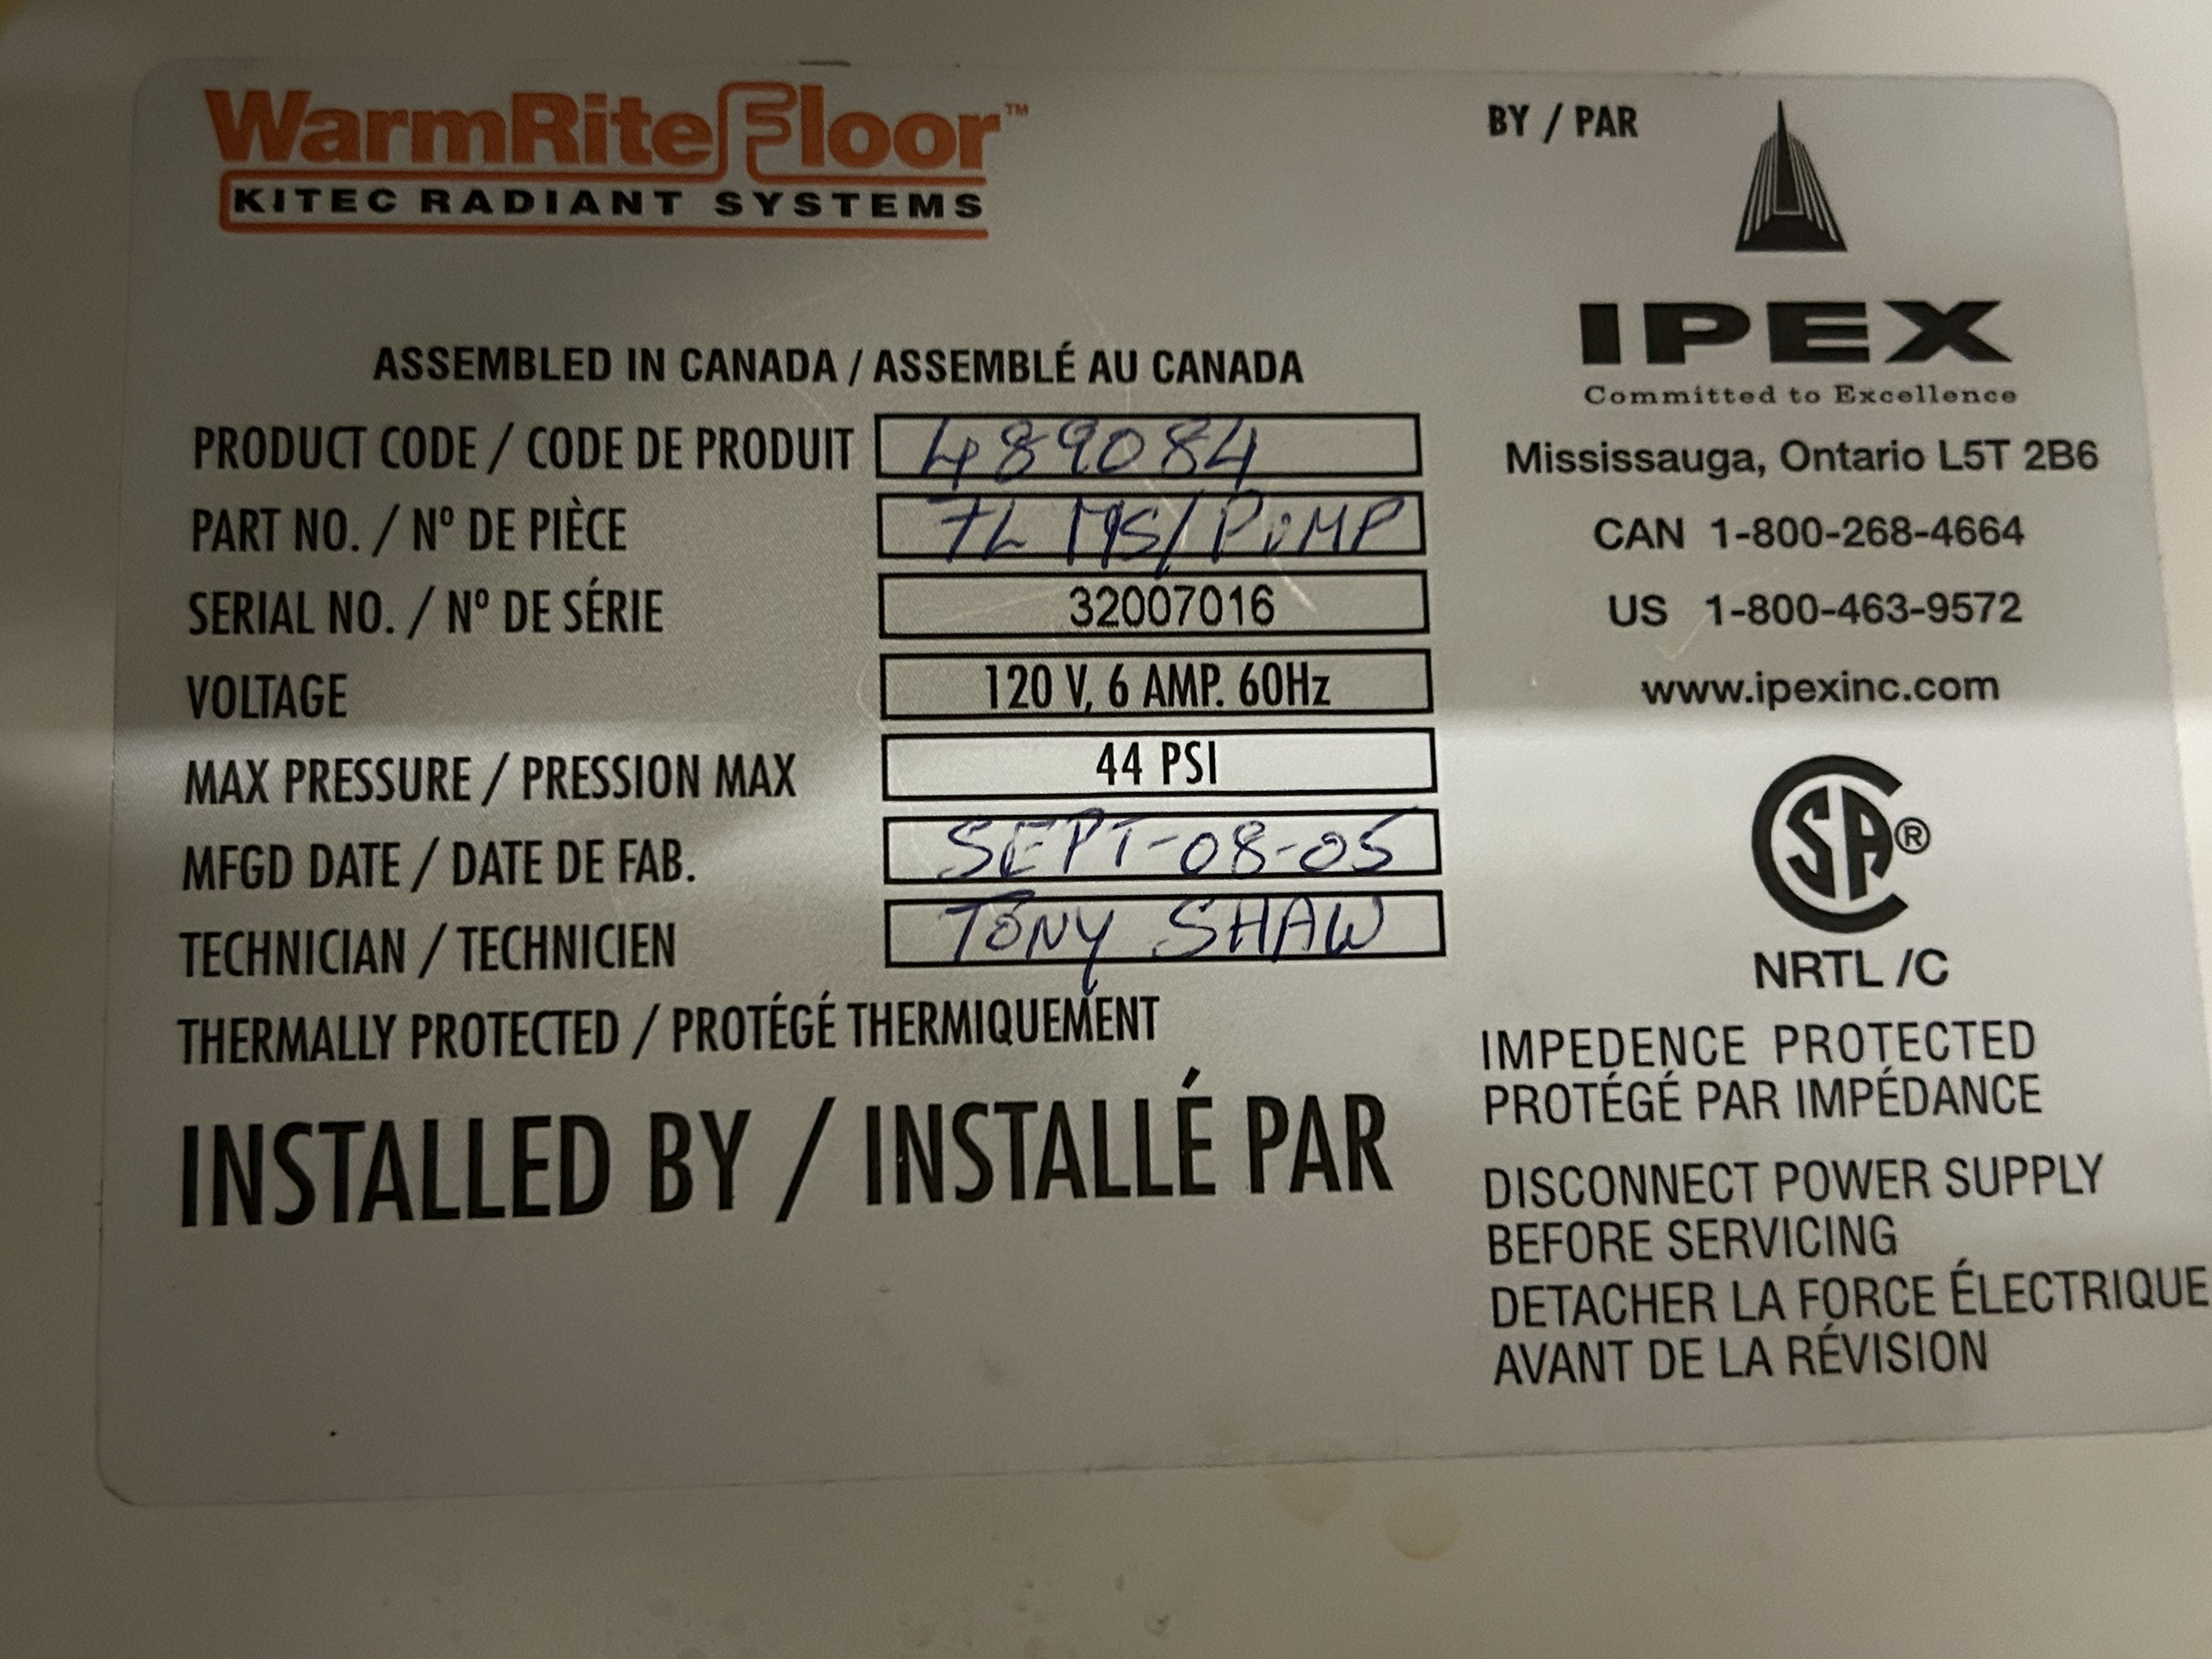 WarmRiteFloor™
KITEC RADIANT SYSTEMS
BY / PAR
IPEX
Committed to Excellence
Mississauga, Ontario L5T 2B6
CAN 1-800-268-4664
US 1-800-463-9572
www.ipexinc.com
ASSEMBLED IN CANADA / ASSEMBLÉ AU CANADA
PRODUCT CODE / CODE DE PRODUIT 489084
PART NO. / Nº DE PIÈCE 7L MS/PUMP
SERIAL NO. / Nº DE SÉRIE 32007016
VOLTAGE 120 V, 6 AMP. 60Hz
MAX PRESSURE / PRESSION MAX 44 PSI
MFGD DATE / DATE DE FAB. SEPT-08-05
TECHNICIAN / TECHNICIEN TONY SHAW
THERMALLY PROTECTED / PROTÉGÉ THERMIQUEMENT
INSTALLED BY / INSTALLÉ PAR
CSA®
NRTL /C
IMPEDENCE PROTECTED
PROTÉGÉ PAR IMPÉDANCE
DISCONNECT POWER SUPPLY
BEFORE SERVICING
DETACHER LA FORCE ÉLECTRIQUE
AVANT DE LA RÉVISION